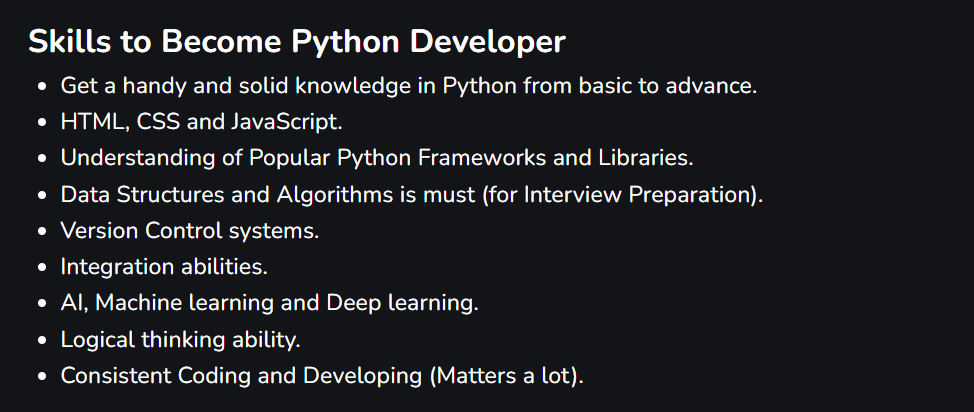 Skills to Become Python Developer
• Get a handy and solid knowledge in Python from basic to advance.
• HTML, CSS and JavaScript.
• Understanding of Popular Python Frameworks and Libraries.
• Data Structures and Algorithms is must (for Interview Preparation).
• Version Control systems.
• Integration abilities.
• AI, Machine learning and Deep learning.
• Logical thinking ability.
• Consistent Coding and Developing (Matters a lot).